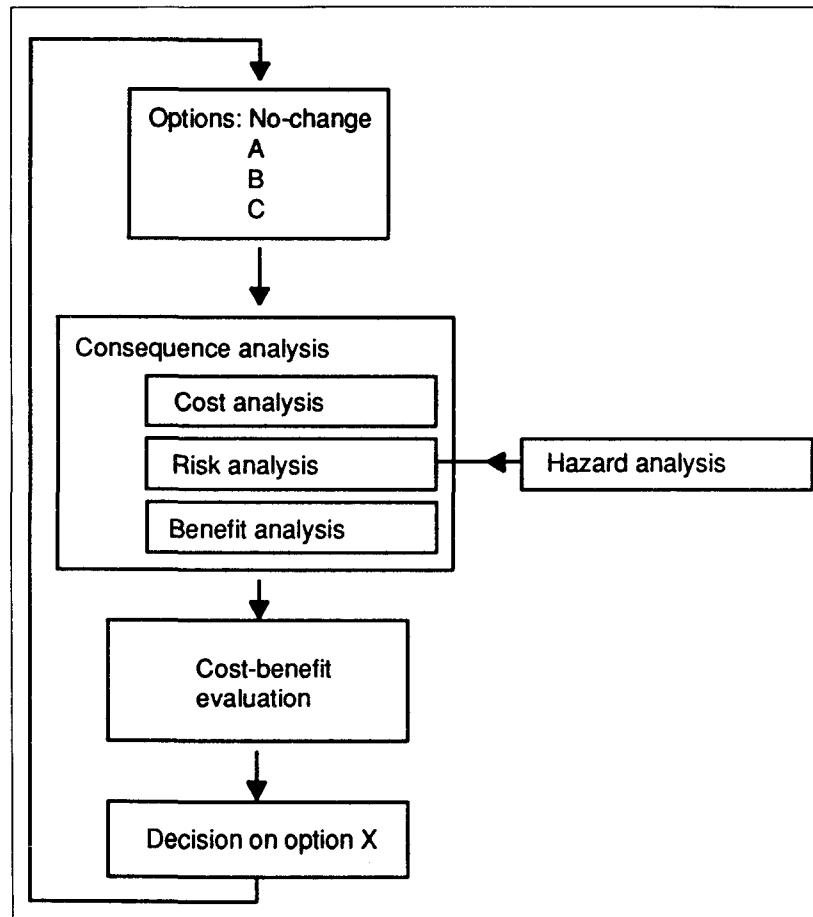 Options: No-change
A
B
C
Consequence analysis
Cost analysis
Risk analysis
Hazard analysis
Benefit analysis
Cost-benefit
evaluation
Decision on option X